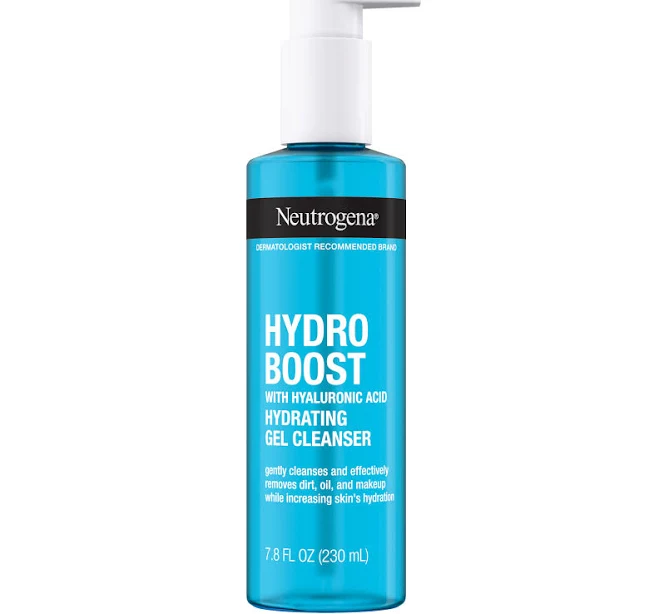 Neutrogena®
DERMATOLOGIST RECOMMENDED BRAND
HYDRO
BOOST
WITH HYALURONIC ACID
HYDRATING
GEL CLEANSER
gently cleanses and effectively
removes dirt, oil, and makeup
while increasing skin's hydration
7.8 FL OZ (230 mL)